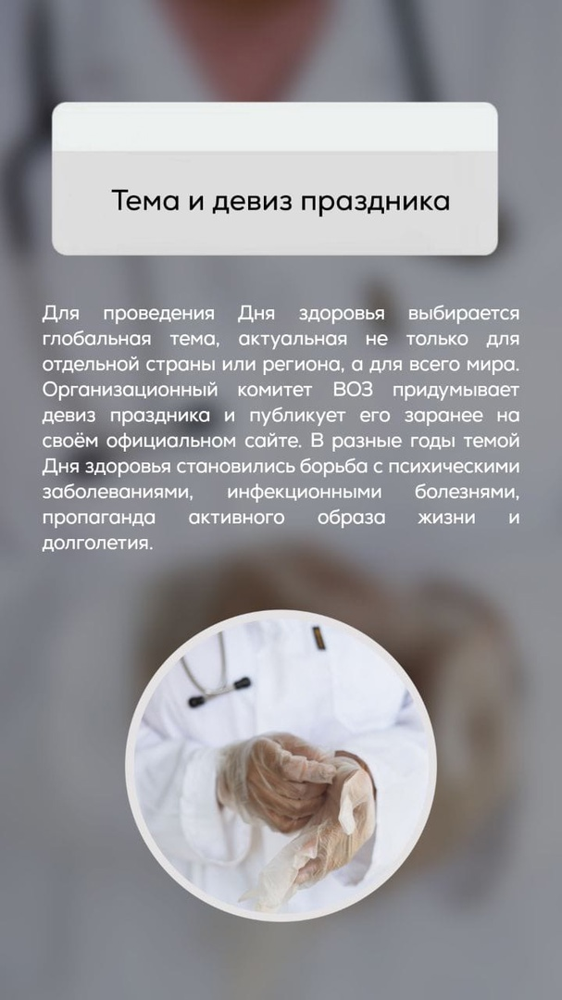 Тема и девиз праздника
Для проведения Дня здоровья выбирается
глобальная тема, актуальная не только для
отдельной страны или региона, а для всего мира.
Организационный комитет ВОЗ придумывает
девиз праздника и публикует его заранее на
своём официальном сайте. В разные годы темой
Дня здоровья становились борьба с психическими
заболеваниями, инфекционными болезнями,
пропаганда активного образа жизни и
долголетия.